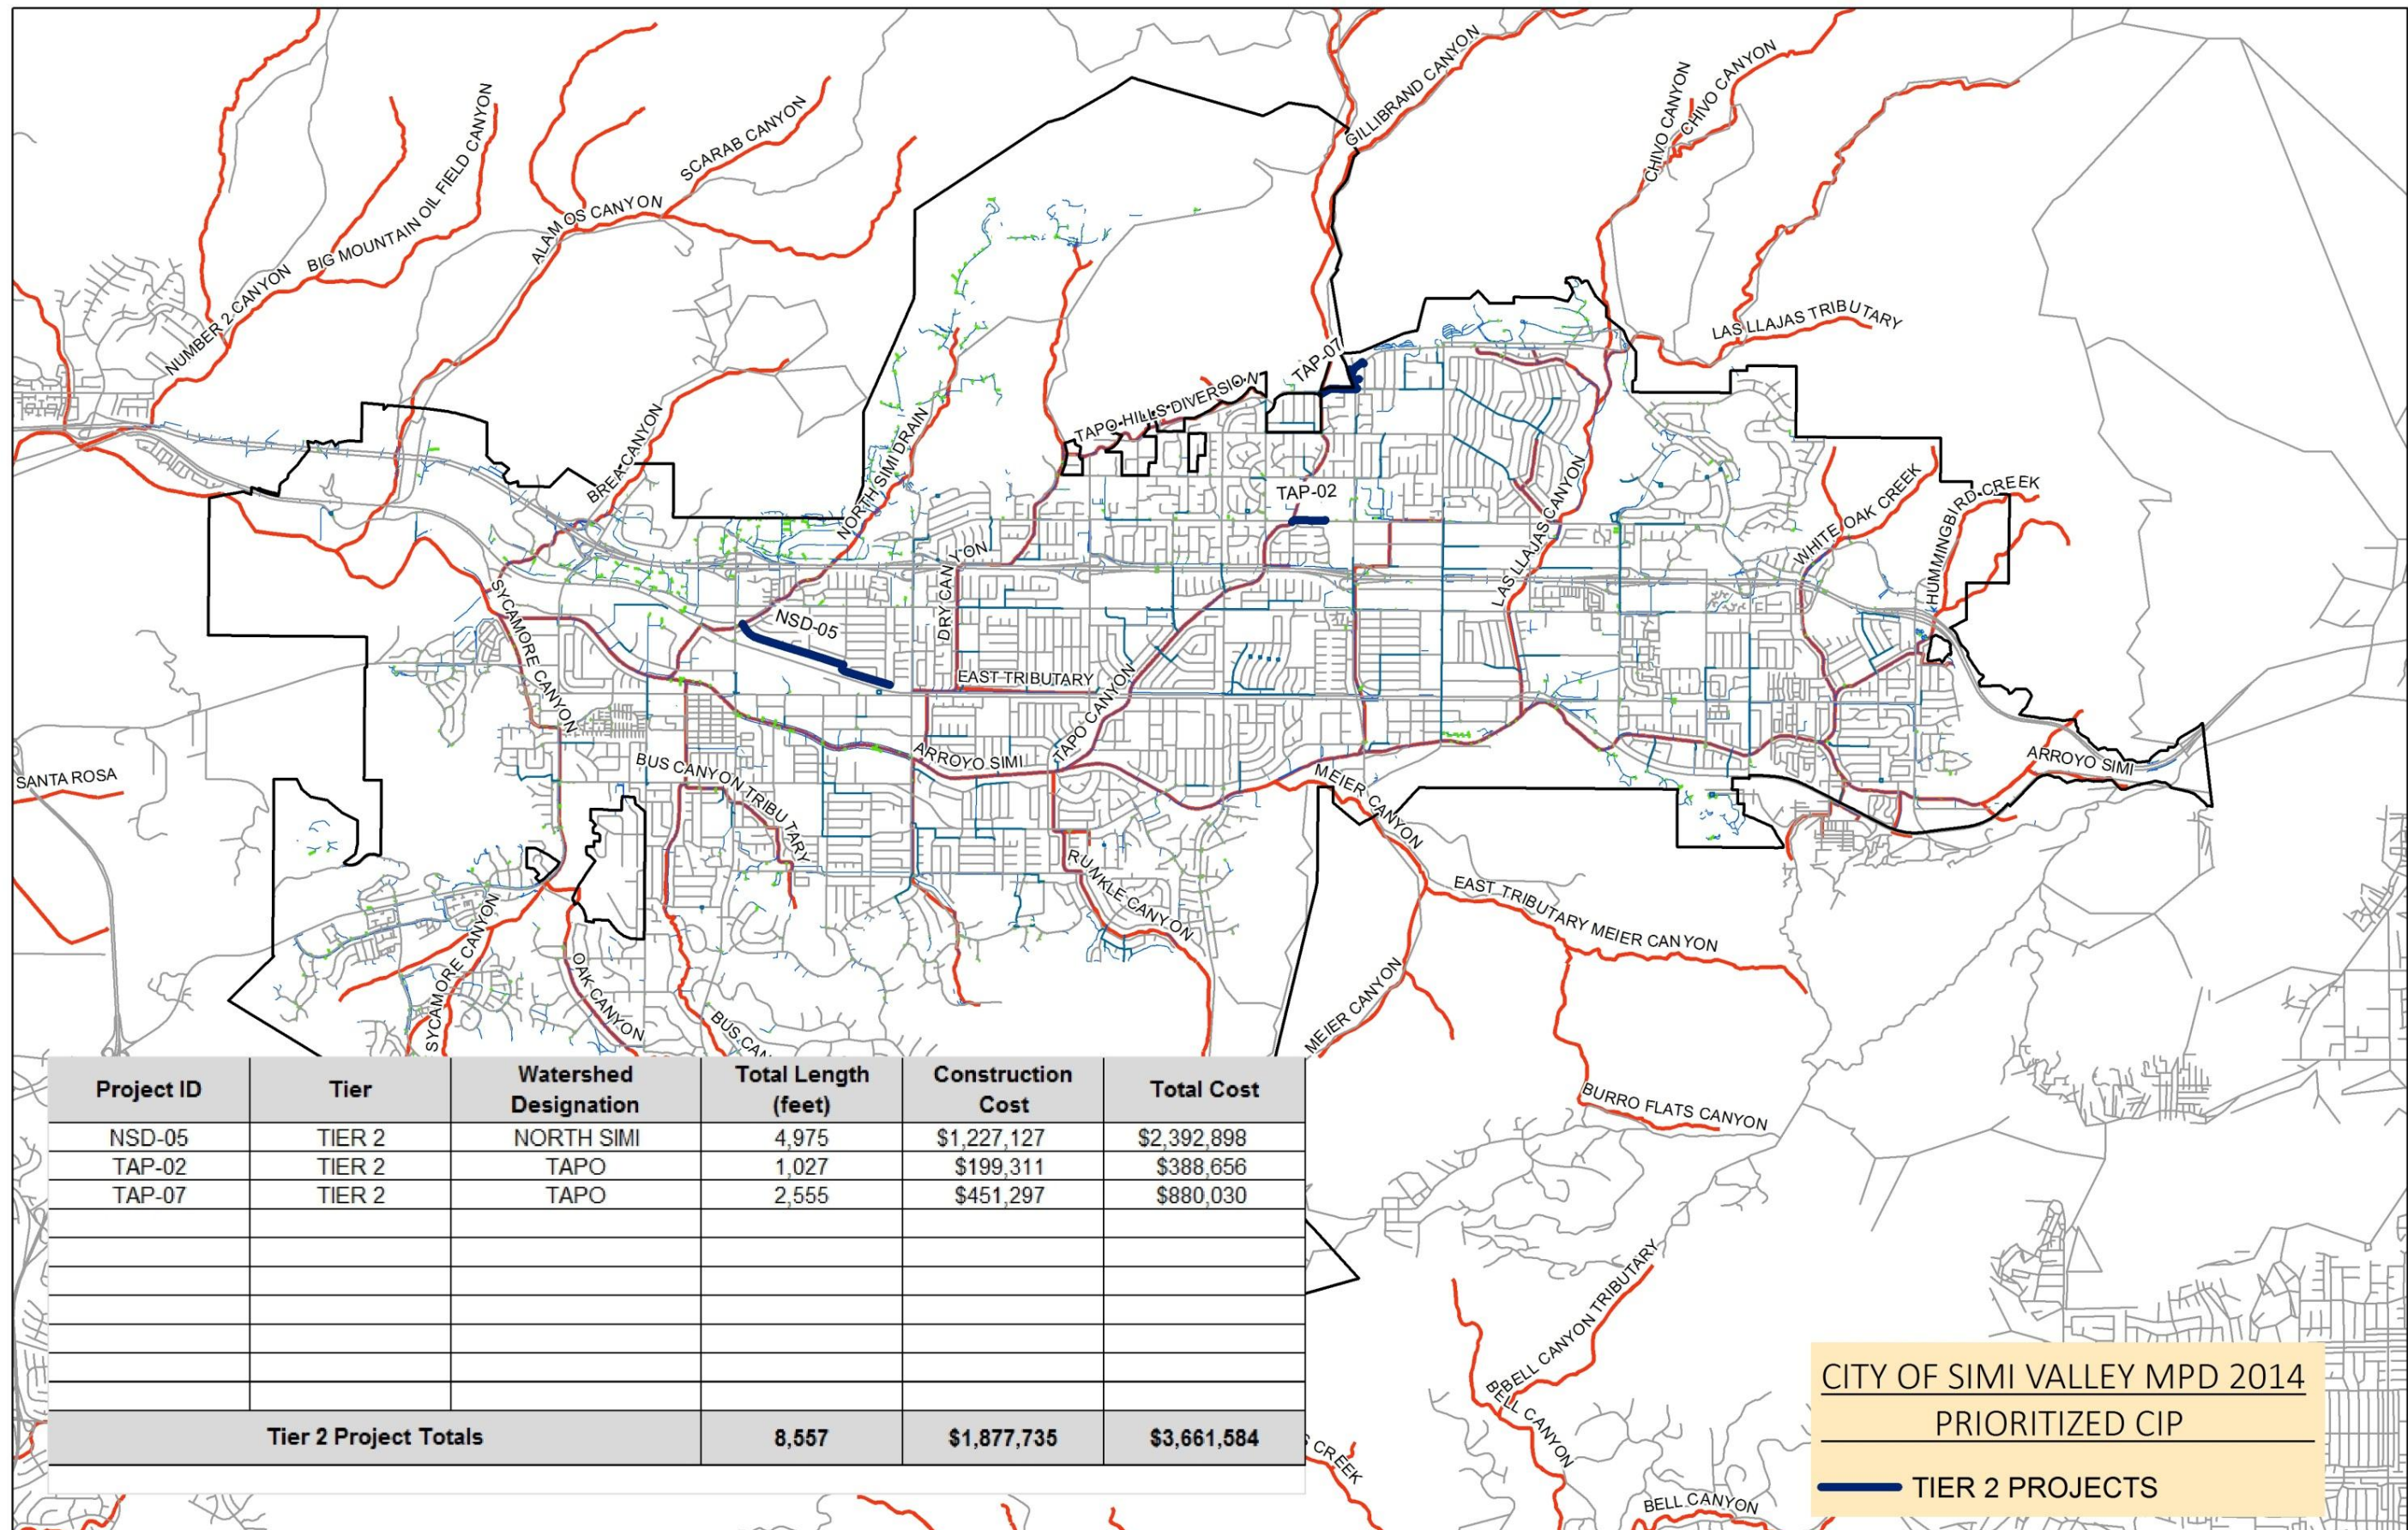 GILLIBRAND CANYON
CHIVO CANYON
CHIVO CANYON
BIG MOUNTAIN OIL FIELD CANYON
SCARAB CANYON
ALAMOS CANYON
NUMBER 2 CANYON
LAS LLAJAS TRIBUTARY
TAP-07
TAPO HILLS DIVERSION
BREA CANYON
NORTH SIMI DRAIN
TAP-02
LAS LLAJAS CANYON
WHITE OAK CREEK
HUMMINGBIRD CREEK
DRY CANYON
SYCAMORE CANYON
NSD-05
EAST TRIBUTARY
TAPO CANYON
ARROYO SIMI
BUS CANYON TRIBUTARY
SANTA ROSA
MEIER CANYON
ARROYO SIMI
RUNKLE CANYON
EAST TRIBUTARY MEIER CANYON
SYCAMORE CANYON
OAK CANYON
BUS CAN
MEIER CANYON
BURRO FLATS CANYON
Project ID Tier Watershed Designation Total Length (feet) Construction Cost Total Cost
NSD-05 TIER 2 NORTH SIMI 4,975 $1,227,127 $2,392,898
TAP-02 TIER 2 TAPO 1,027 $199,311 $388,656
TAP-07 TIER 2 TAPO 2,555 $451,297 $880,030
Tier 2 Project Totals 8,557 $1,877,735 $3,661,584
BELL CANYON TRIBUTARY
BELL CANYON
S CREEK
BELL CANYON
CITY OF SIMI VALLEY MPD 2014
PRIORITIZED CIP
TIER 2 PROJECTS